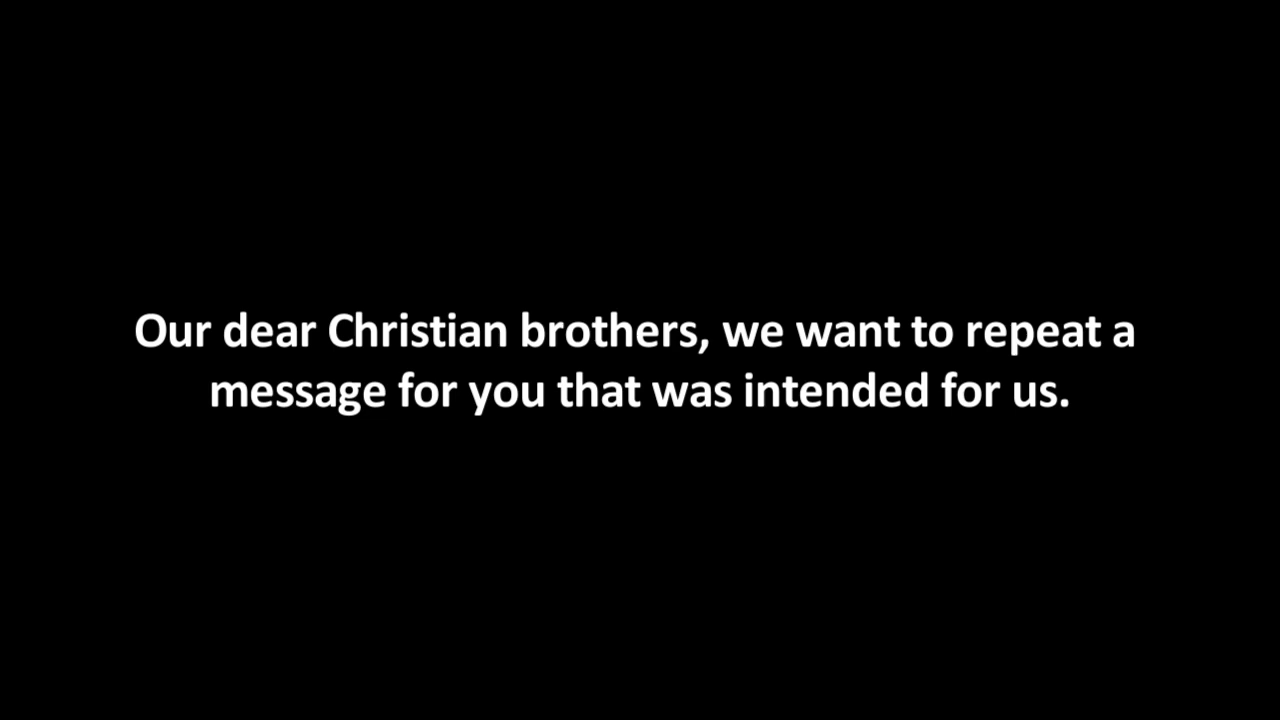 Our dear Christian brothers, we want to repeat a
message for you that was intended for us.